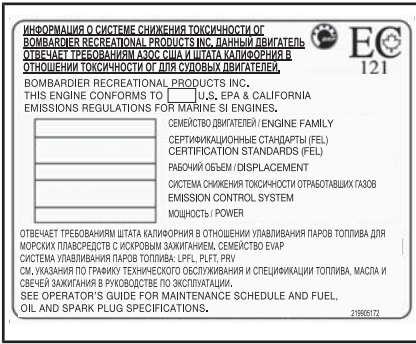 ИНФОРМАЦИЯ О СИСТЕМЕ СНИЖЕНИЯ ТОКСИЧНОСТИ ОГ
BOMBARDIER RECREATIONAL PRODUCTS INC. ДАННЫЙ ДВИГАТЕЛЬ
ОТВЕЧАЕТ ТРЕБОВАНИЯМ АЗОС США И ШТАТА КАЛИФОРНИЯ В
ОТНОШЕНИИ ТОКСИЧНОСТИ ОГ ДЛЯ СУДОВЫХ ДВИГАТЕЛЕЙ.
EC
121
BOMBARDIER RECREATIONAL PRODUCTS INC.
THIS ENGINE CONFORMS TO U.S. EPA & CALIFORNIA
EMISSIONS REGULATIONS FOR MARINE SI ENGINES.
СЕМЕЙСТВО ДВИГАТЕЛЕЙ / ENGINE FAMILY
СЕРТИФИКАЦИОННЫЕ СТАНДАРТЫ (FEL)
CERTIFICATION STANDARDS (FEL)
РАБОЧИЙ ОБЪЕМ / DISPLACEMENT
СИСТЕМА СНИЖЕНИЯ ТОКСИЧНОСТИ ОТРАБОТАВШИХ ГАЗОВ
EMISSION CONTROL SYSTEM
МОЩНОСТЬ / POWER
ОТВЕЧАЕТ ТРЕБОВАНИЯМ ШТАТА КАЛИФОРНИЯ В ОТНОШЕНИИ УЛАВЛИВАНИЯ ПАРОВ ТОПЛИВА ДЛЯ
МОРСКИХ ПЛАВСРЕДСТВ С ИСКРОВЫМ ЗАЖИГАНИЕМ. СЕМЕЙСТВО EVAP
СИСТЕМА УЛАВЛИВАНИЯ ПАРОВ ТОПЛИВА: LPFL, PLFT, PRV
СМ. УКАЗАНИЯ ПО ГРАФИКУ ТЕХНИЧЕСКОГО ОБСЛУЖИВАНИЯ И СПЕЦИФИКАЦИИ ТОПЛИВА, МАСЛА И
СВЕЧЕЙ ЗАЖИГАНИЯ В РУКОВОДСТВЕ ПО ЭКСПЛУАТАЦИИ.
SEE OPERATOR'S GUIDE FOR MAINTENANCE SCHEDULE AND FUEL,
OIL AND SPARK PLUG SPECIFICATIONS.
219905172